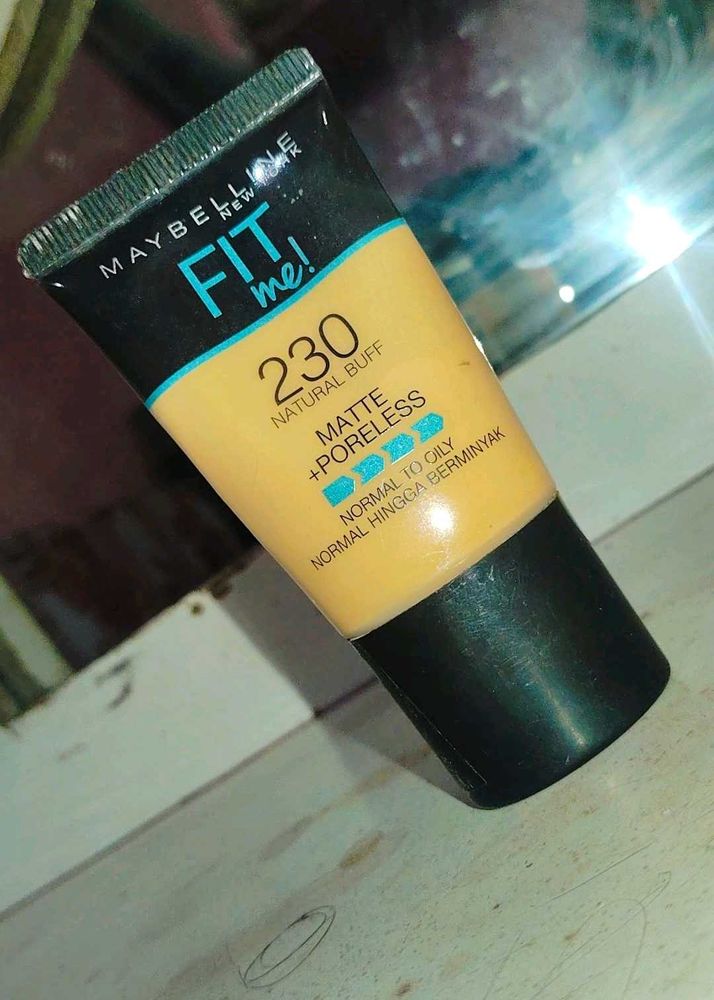 MAYBELLINE
NEW YORK
FIT
me!
230
NATURAL BUFF
MATTE
+PORELESS
NORMAL TO OILY
NORMAL HINGGA BERMINYAK